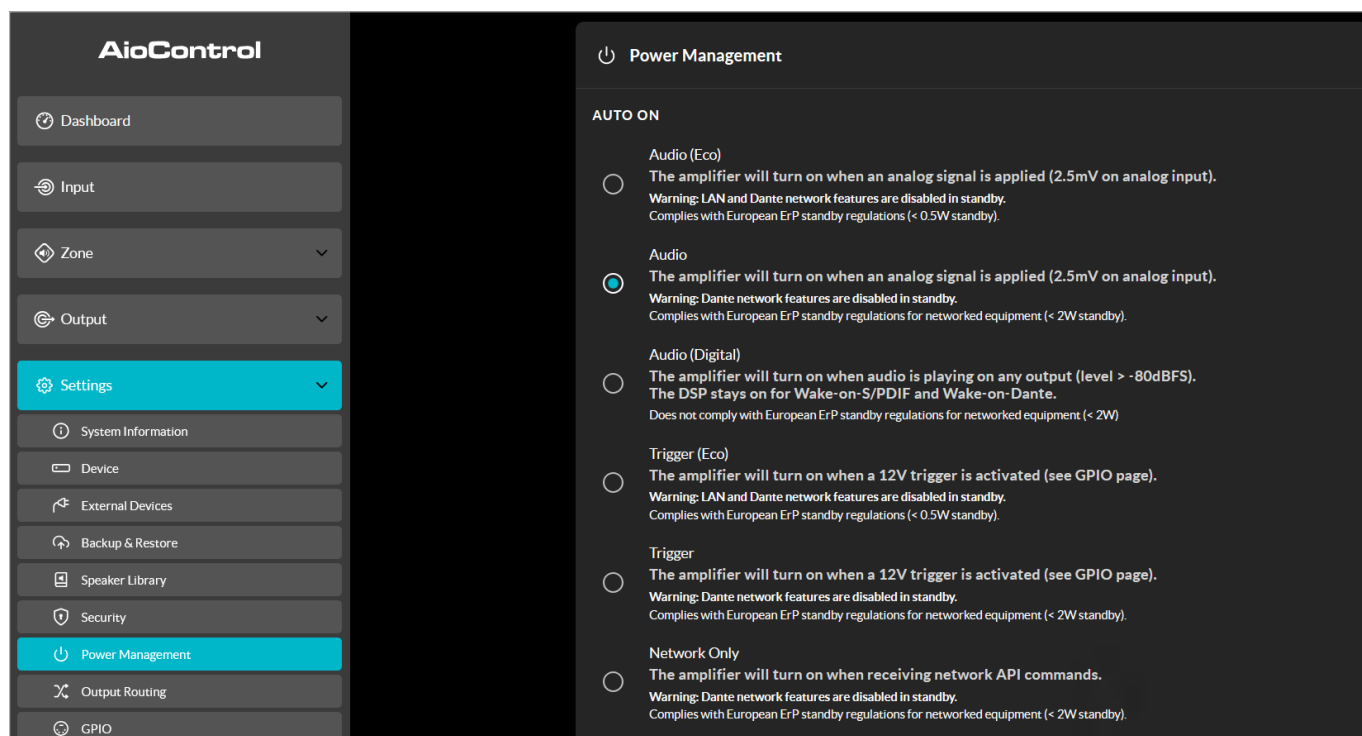 AioControl
Dashboard
Input
Zone
Output
Settings
System Information
Device
External Devices
Backup & Restore
Speaker Library
Security
Power Management
Output Routing
GPIO
Power Management
AUTO ON
Audio (Eco)
The amplifier will turn on when an analog signal is applied (2.5mV on analog input).
Warning: LAN and Dante network features are disabled in standby.
Complies with European ErP standby regulations (< 0.5W standby).
Audio
The amplifier will turn on when an analog signal is applied (2.5mV on analog input).
Warning: Dante network features are disabled in standby.
Complies with European ErP standby regulations for networked equipment (< 2W standby).
Audio (Digital)
The amplifier will turn on when audio is playing on any output (level > -80dBFS).
The DSP stays on for Wake-on-S/PDIF and Wake-on-Dante.
Does not comply with European ErP standby regulations for networked equipment (< 2W)
Trigger (Eco)
The amplifier will turn on when a 12V trigger is activated (see GPIO page).
Warning: LAN and Dante network features are disabled in standby.
Complies with European ErP standby regulations (< 0.5W standby).
Trigger
The amplifier will turn on when a 12V trigger is activated (see GPIO page).
Warning: Dante network features are disabled in standby.
Complies with European ErP standby regulations for networked equipment (< 2W standby).
Network Only
The amplifier will turn on when receiving network API commands.
Warning: Dante network features are disabled in standby.
Complies with European ErP standby regulations for networked equipment (< 2W standby).